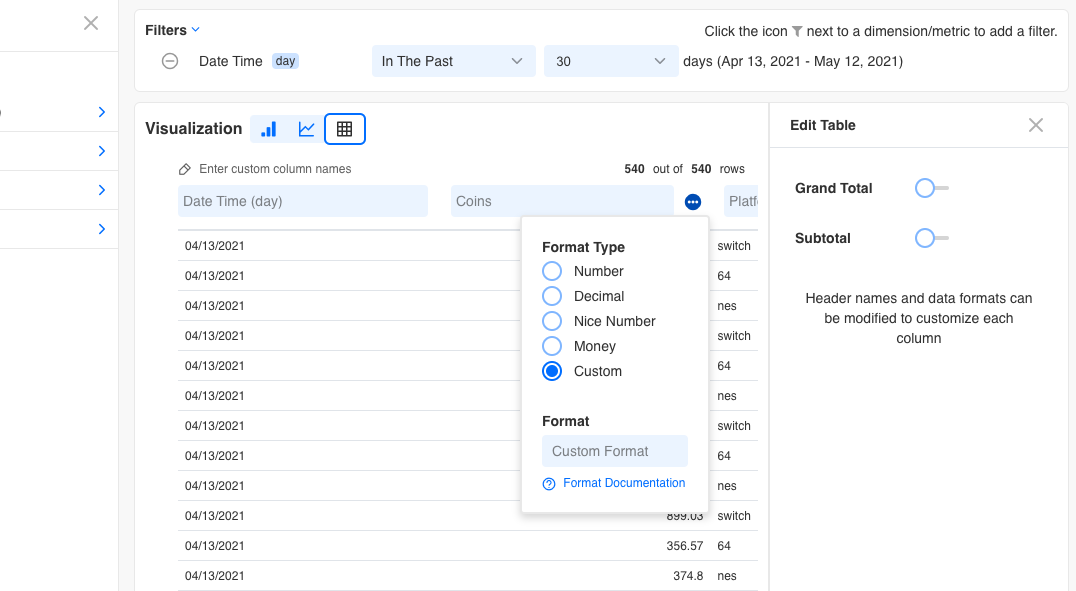 Filters
Click the icon next to a dimension/metric to add a filter.
Date Time day In The Past 30 days (Apr 13, 2021 - May 12, 2021)
Visualization
Edit Table
Enter custom column names
540 out of 540 rows
Date Time (day) Coins Platf
Grand Total
Subtotal
Header names and data formats can
be modified to customize each
column
Format Type
Number
Decimal
Nice Number
Money
Custom
Format
Custom Format
Format Documentation
04/13/2021 switch
04/13/2021 64
04/13/2021 nes
04/13/2021 switch
04/13/2021 64
04/13/2021 nes
04/13/2021 switch
04/13/2021 64
04/13/2021 nes
04/13/2021 899.03 switch
04/13/2021 356.57 64
04/13/2021 374.8 nes